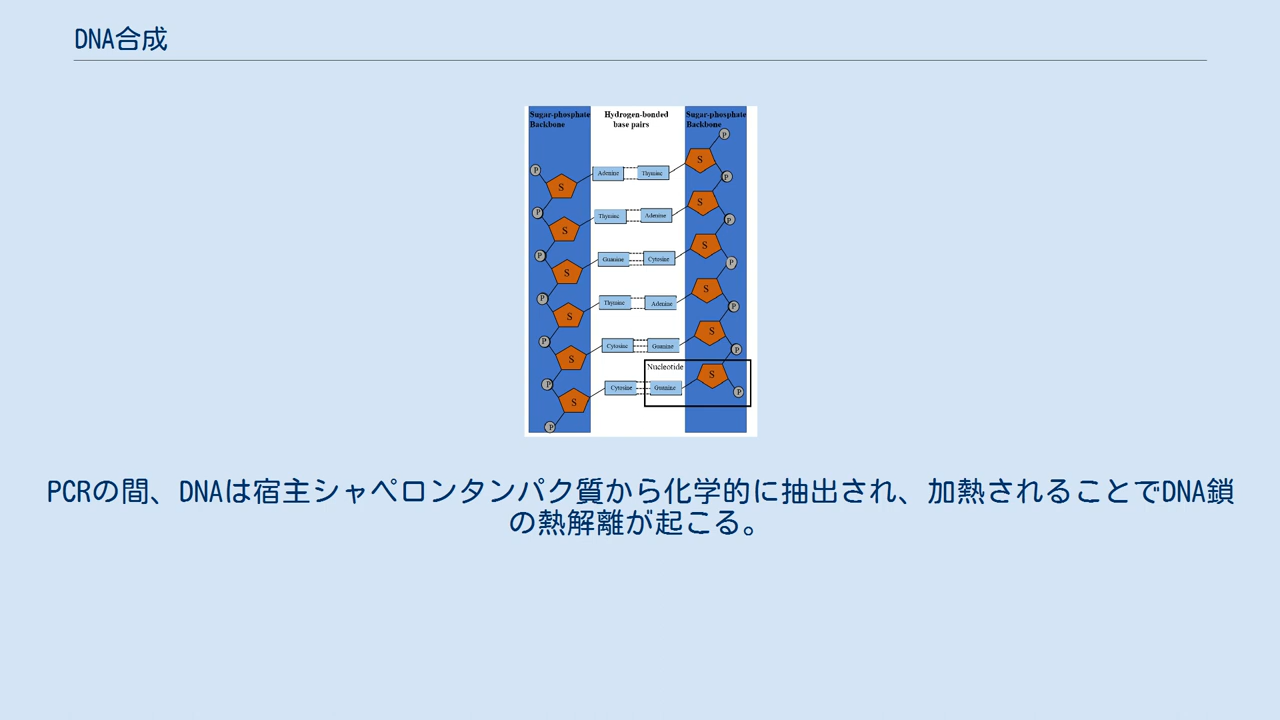 DNA合成
Sugar-phosphate Hydrogen-bonded Sugar-phosphate
Backbone base pairs Backbone
P
P S Adenine Thymine S
P
P S Thymine Adenine S
P
P S Guanine Cytosine S
P
P S Thymine Adenine S
P
P S Cytosine Guanine S
P
Nucleotide
P S Cytosine Guanine S
P
P
PCRの間、DNAは宿主シャペロンタンパク質から化学的に抽出され、加熱されることでDNA鎖
の熱解離が起こる。